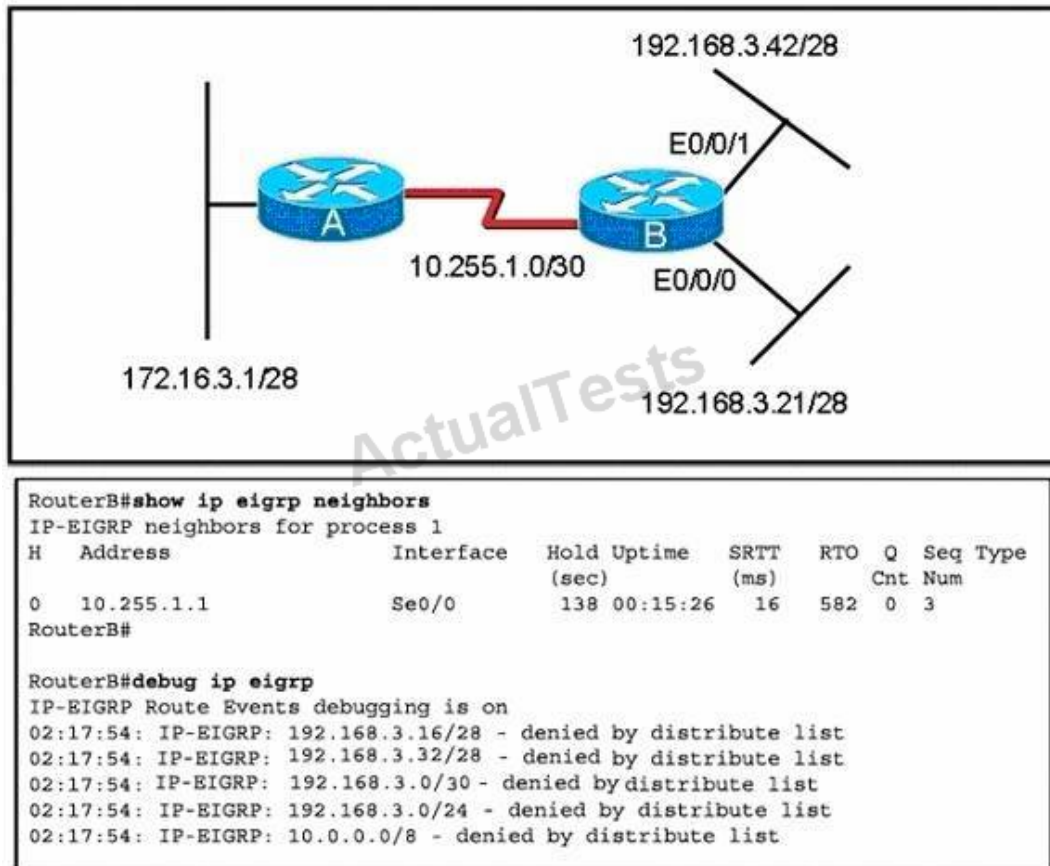 192.168.3.42/28
E0/0/1
A
B
10.255.1.0/30
E0/0/0
172.16.3.1/28
192.168.3.21/28
ActualTests
RouterB#show ip eigrp neighbors
IP-EIGRP neighbors for process 1
H Address Interface Hold Uptime SRTT RTO Q Seq Type
(sec) (ms) Cnt Num
0 10.255.1.1 Se0/0 138 00:15:26 16 582 0 3
RouterB#
RouterB#debug ip eigrp
IP-EIGRP Route Events debugging is on
02:17:54: IP-EIGRP: 192.168.3.16/28 - denied by distribute list
02:17:54: IP-EIGRP: 192.168.3.32/28 - denied by distribute list
02:17:54: IP-EIGRP: 192.168.3.0/30 - denied by distribute list
02:17:54: IP-EIGRP: 192.168.3.0/24 - denied by distribute list
02:17:54: IP-EIGRP: 10.0.0.0/8 - denied by distribute list